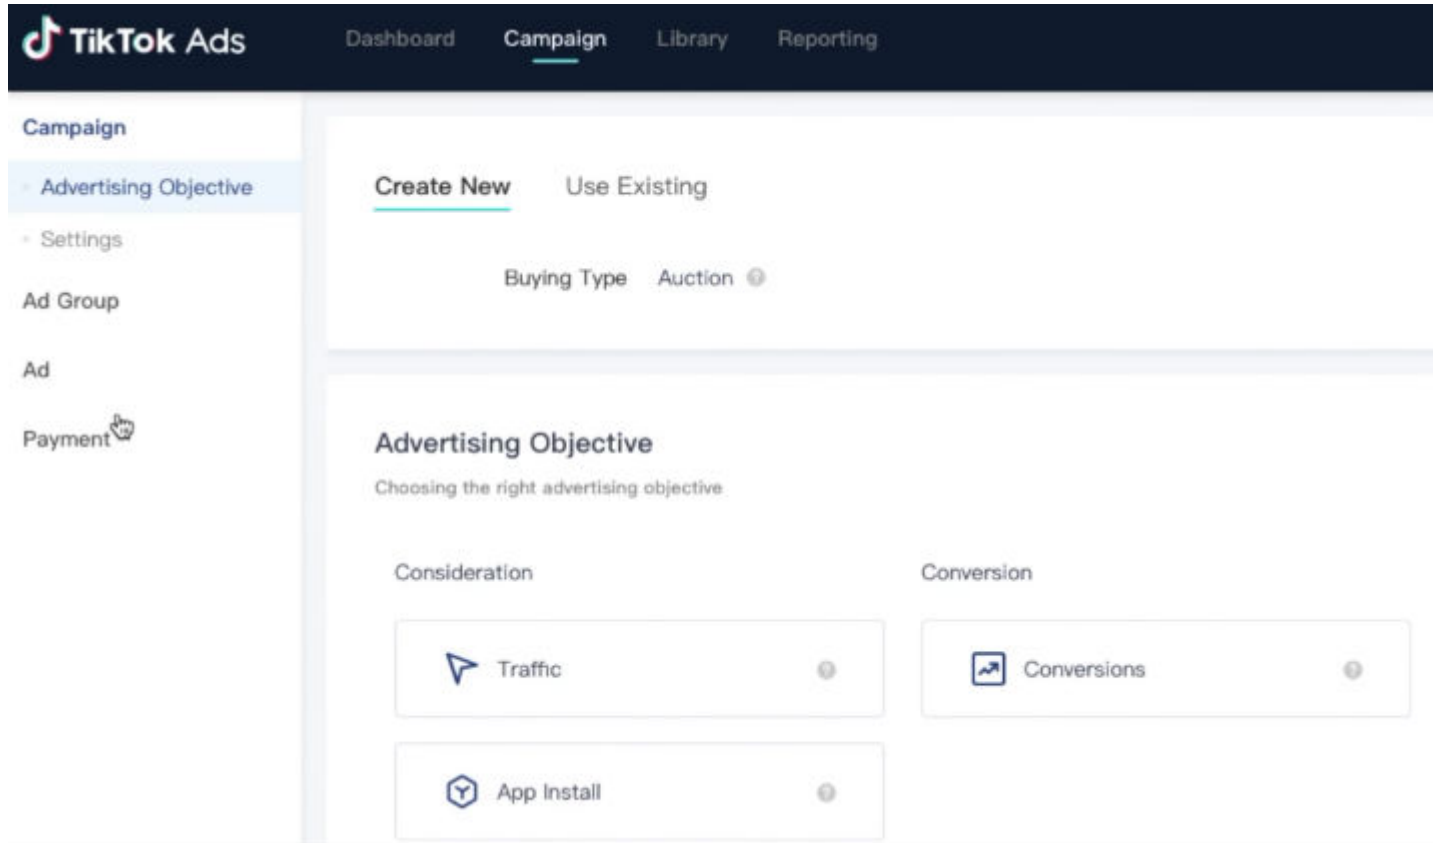 TikTok Ads Dashboard Campaign Library Reporting
Campaign
Advertising Objective
Settings
Ad Group
Ad
Payment
Create New Use Existing
Buying Type Auction ?
Advertising Objective
Choosing the right advertising objective
Consideration Conversion
Traffic ? Conversions ?
App Install ?